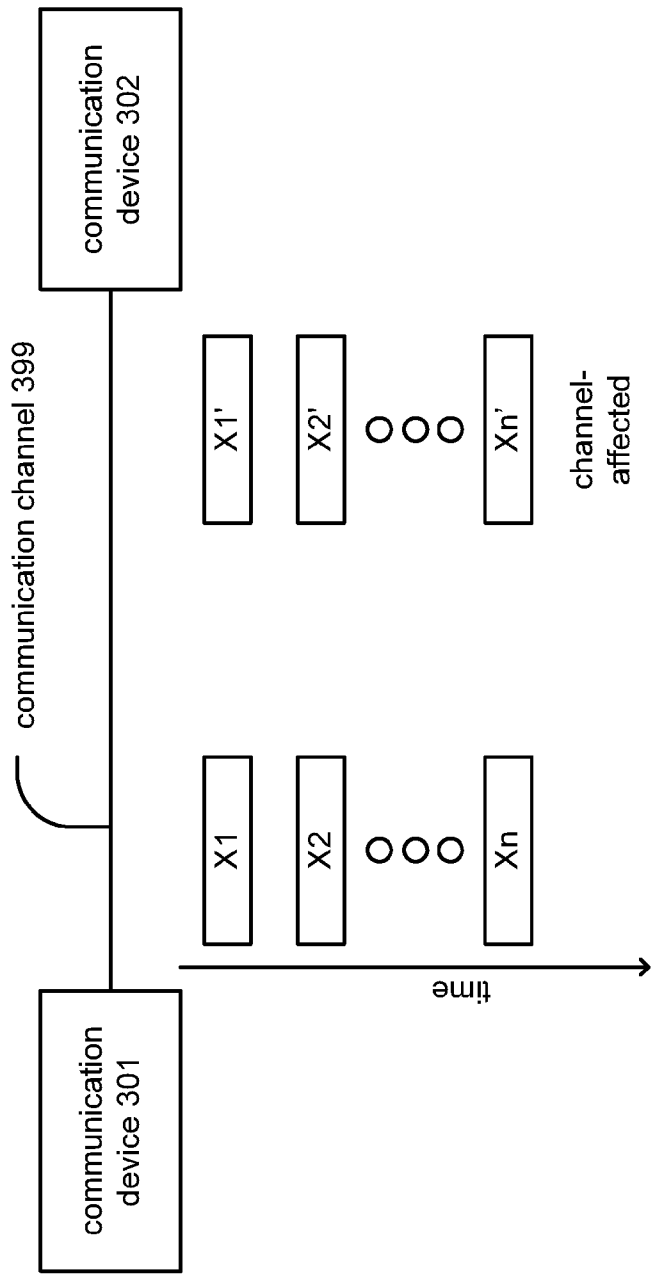 communication channel 399
communication
device 301
communication
device 302
time
X1
X1'
X2
X2'
Xn
Xn’
channel-
affected